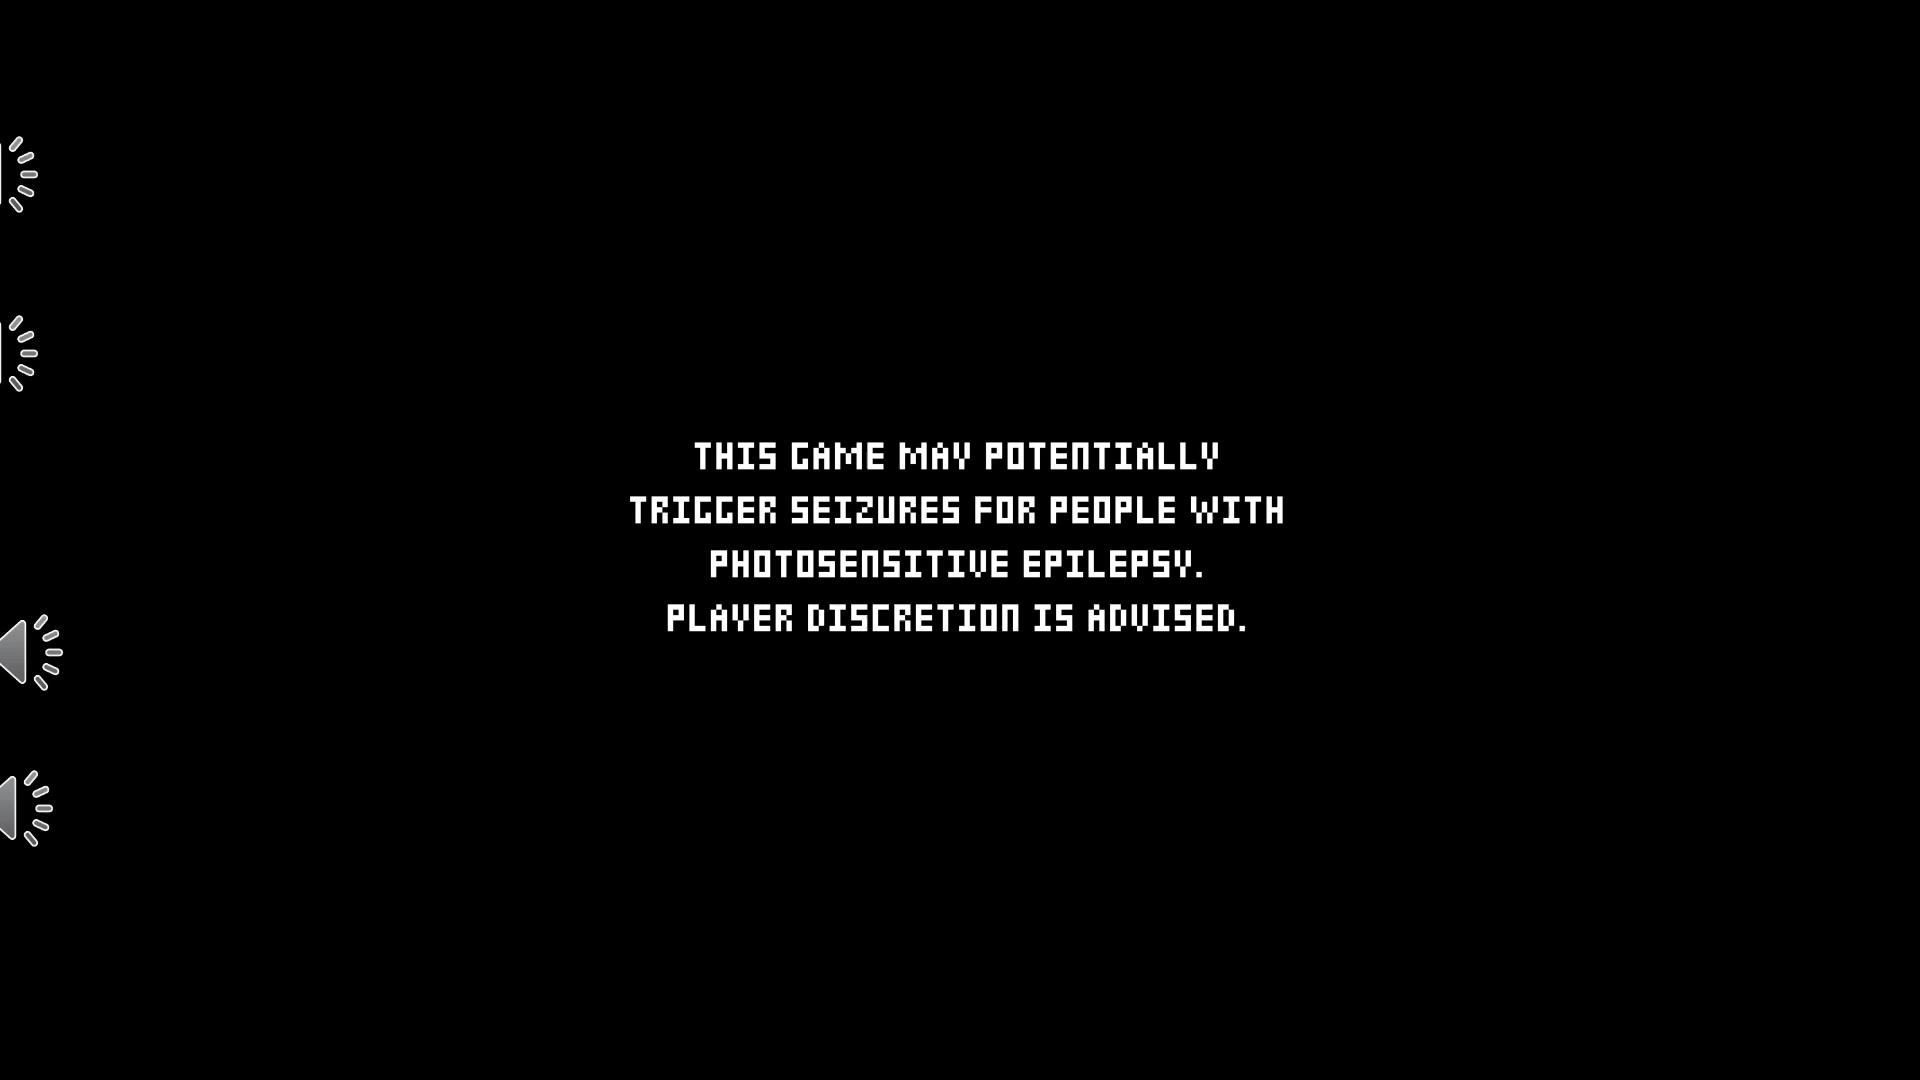 THIS GAME MAY POTENTIALLY
TRIGGER SEIZURES FOR PEOPLE WITH
PHOTOSENSITIVE EPILEPSY.
PLAYER DISCRETION IS ADVISED.